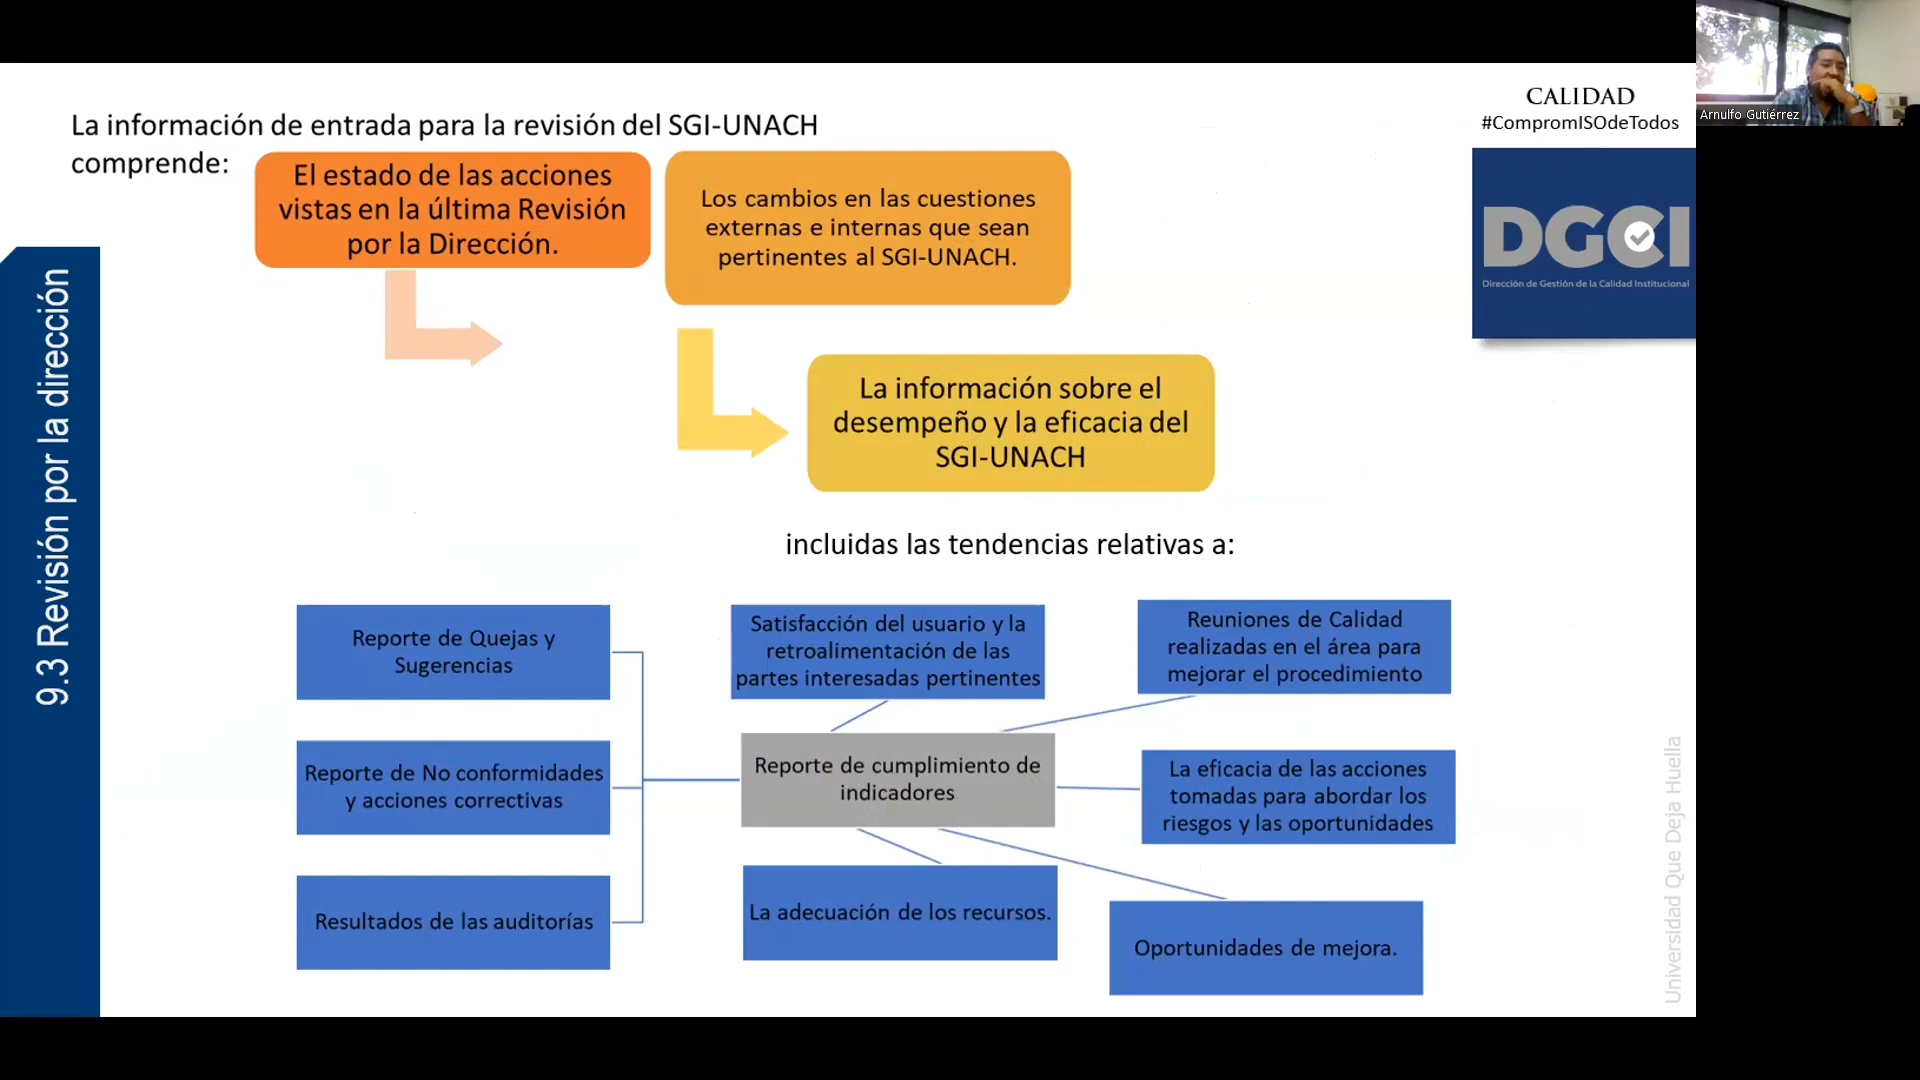 La información de entrada para la revisión del SGI-UNACH
comprende:
El estado de las acciones
vistas en la última Revisión
por la Dirección.
Los cambios en las cuestiones
externas e internas que sean
pertinentes al SGI-UNACH.
La información sobre el
desempeño y la eficacia del
SGI-UNACH
incluidas las tendencias relativas a:
Reporte de Quejas y
Sugerencias
Reporte de No conformidades
y acciones correctivas
Resultados de las auditorías
Satisfacción del usuario y la
retroalimentación de las
partes interesadas pertinentes
Reporte de cumplimiento de
indicadores
La adecuación de los recursos.
Reuniones de Calidad
realizadas en el área para
mejorar el procedimiento
La eficacia de las acciones
tomadas para abordar los
riesgos y las oportunidades
Oportunidades de mejora.
9.3 Revisión por la dirección
CALIDAD
#CompromISOdeTodos
DGCI
Dirección de Gestión de la Calidad Institucional
Universidad Que Deja Huella
Arnulfo Gutiérrez